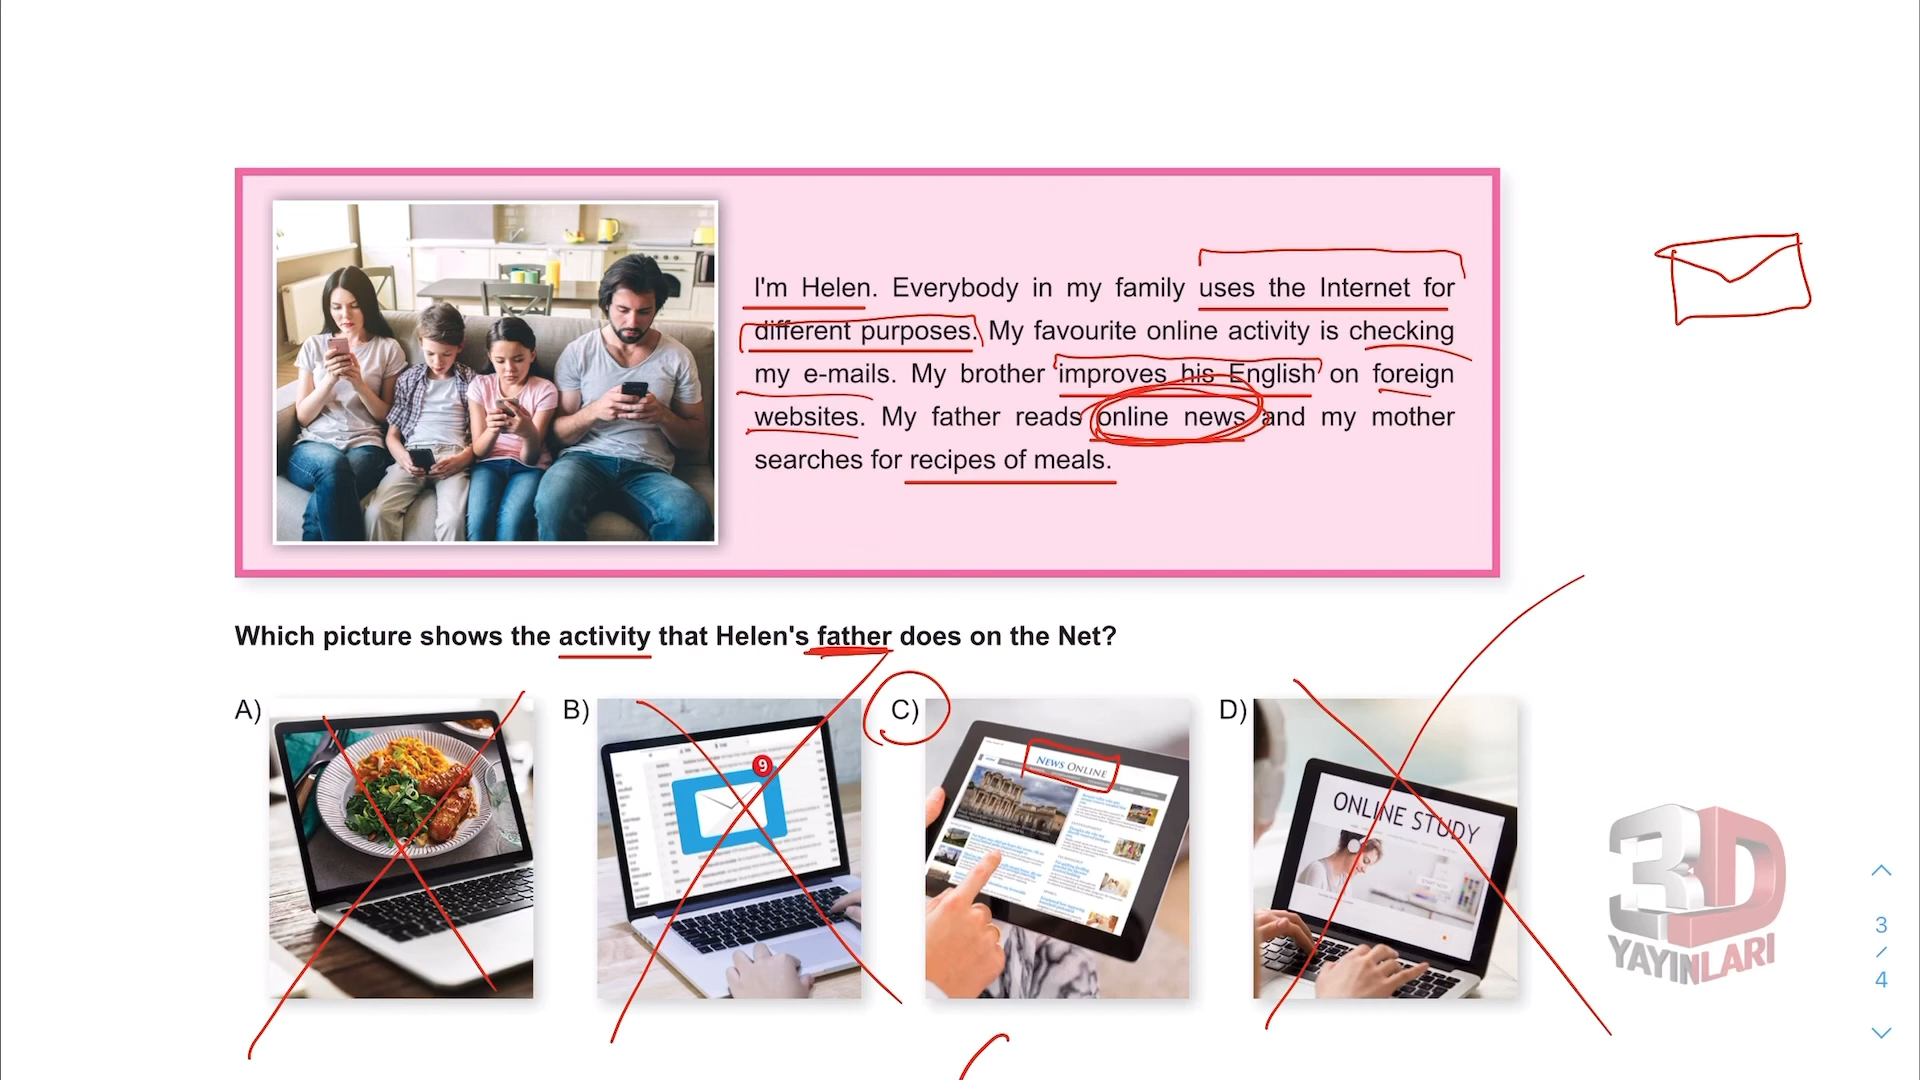 I'm Helen. Everybody in my family uses the Internet for
different purposes. My favourite online activity is checking
my e-mails. My brother improves his English on foreign
websites. My father reads online news and my mother
searches for recipes of meals.
Which picture shows the activity that Helen's father does on the Net?
A)
B)
C)
D)
9
NEWS ONLINE
ONLINE STUDY
3D
YAYINLARI
3
/
4